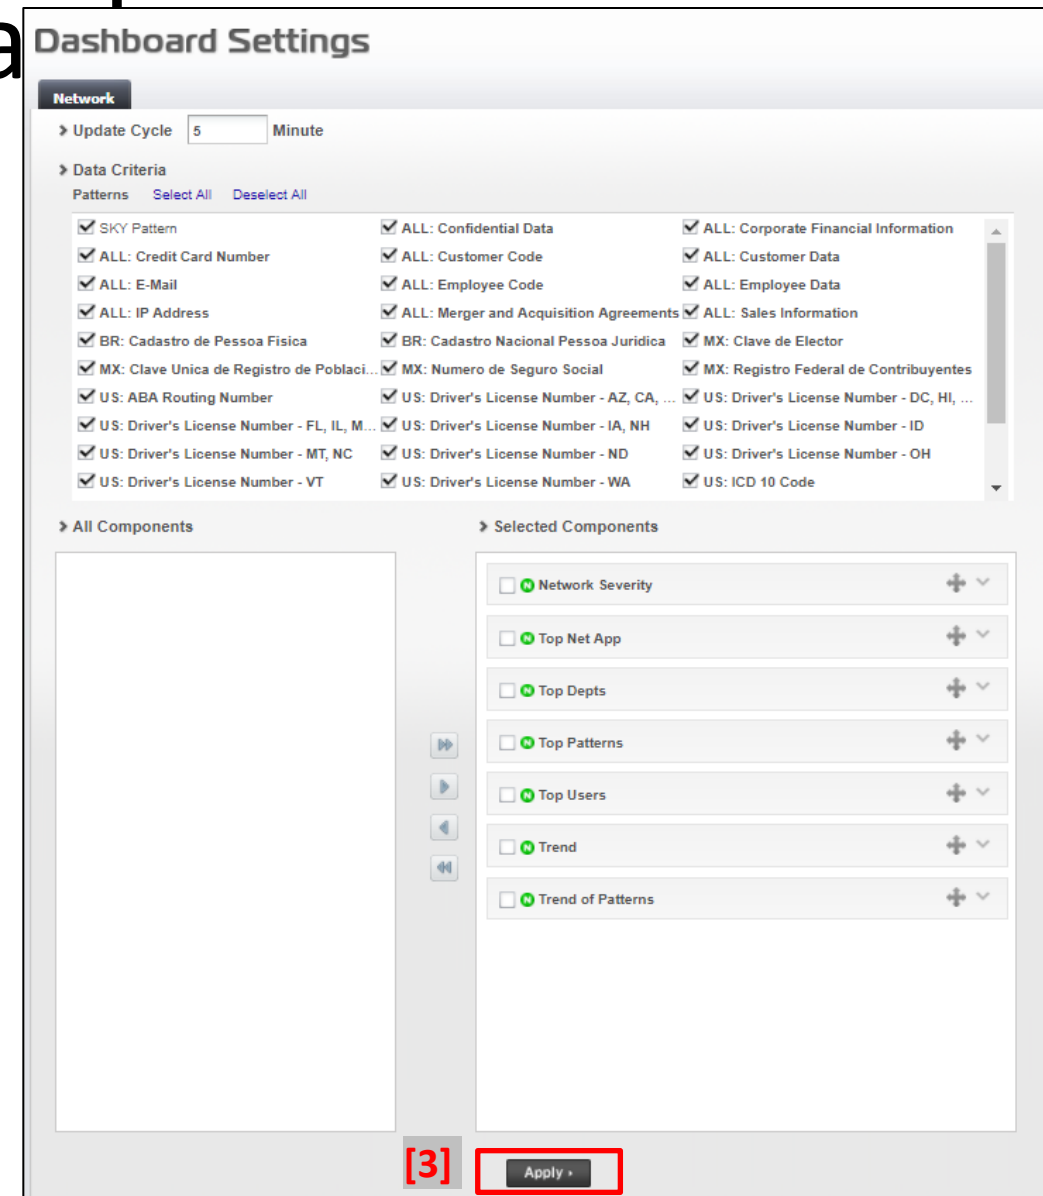 a
Dashboard Settings
Network
Update Cycle 5 Minute
Data Criteria
Patterns Select All Deselect All
SKY Pattern ALL: Confidential Data ALL: Corporate Financial Information
ALL: Credit Card Number ALL: Customer Code ALL: Customer Data
ALL: E-Mail ALL: Employee Code ALL: Employee Data
ALL: IP Address ALL: Merger and Acquisition Agreements ALL: Sales Information
BR: Cadastro de Pessoa Fisica BR: Cadastro Nacional Pessoa Juridica MX: Clave de Elector
MX: Clave Unica de Registro de Poblaci... MX: Numero de Seguro Social MX: Registro Federal de Contribuyentes
US: ABA Routing Number US: Driver's License Number - AZ, CA, ... US: Driver's License Number - DC, HI, ...
US: Driver's License Number - FL, IL, M... US: Driver's License Number - IA, NH US: Driver's License Number - ID
US: Driver's License Number - MT, NC US: Driver's License Number - ND US: Driver's License Number - OH
US: Driver's License Number - VT US: Driver's License Number - WA US: ICD 10 Code
All Components Selected Components
N Network Severity
N Top Net App
N Top Depts
N Top Patterns
N Top Users
N Trend
N Trend of Patterns
[3] Apply